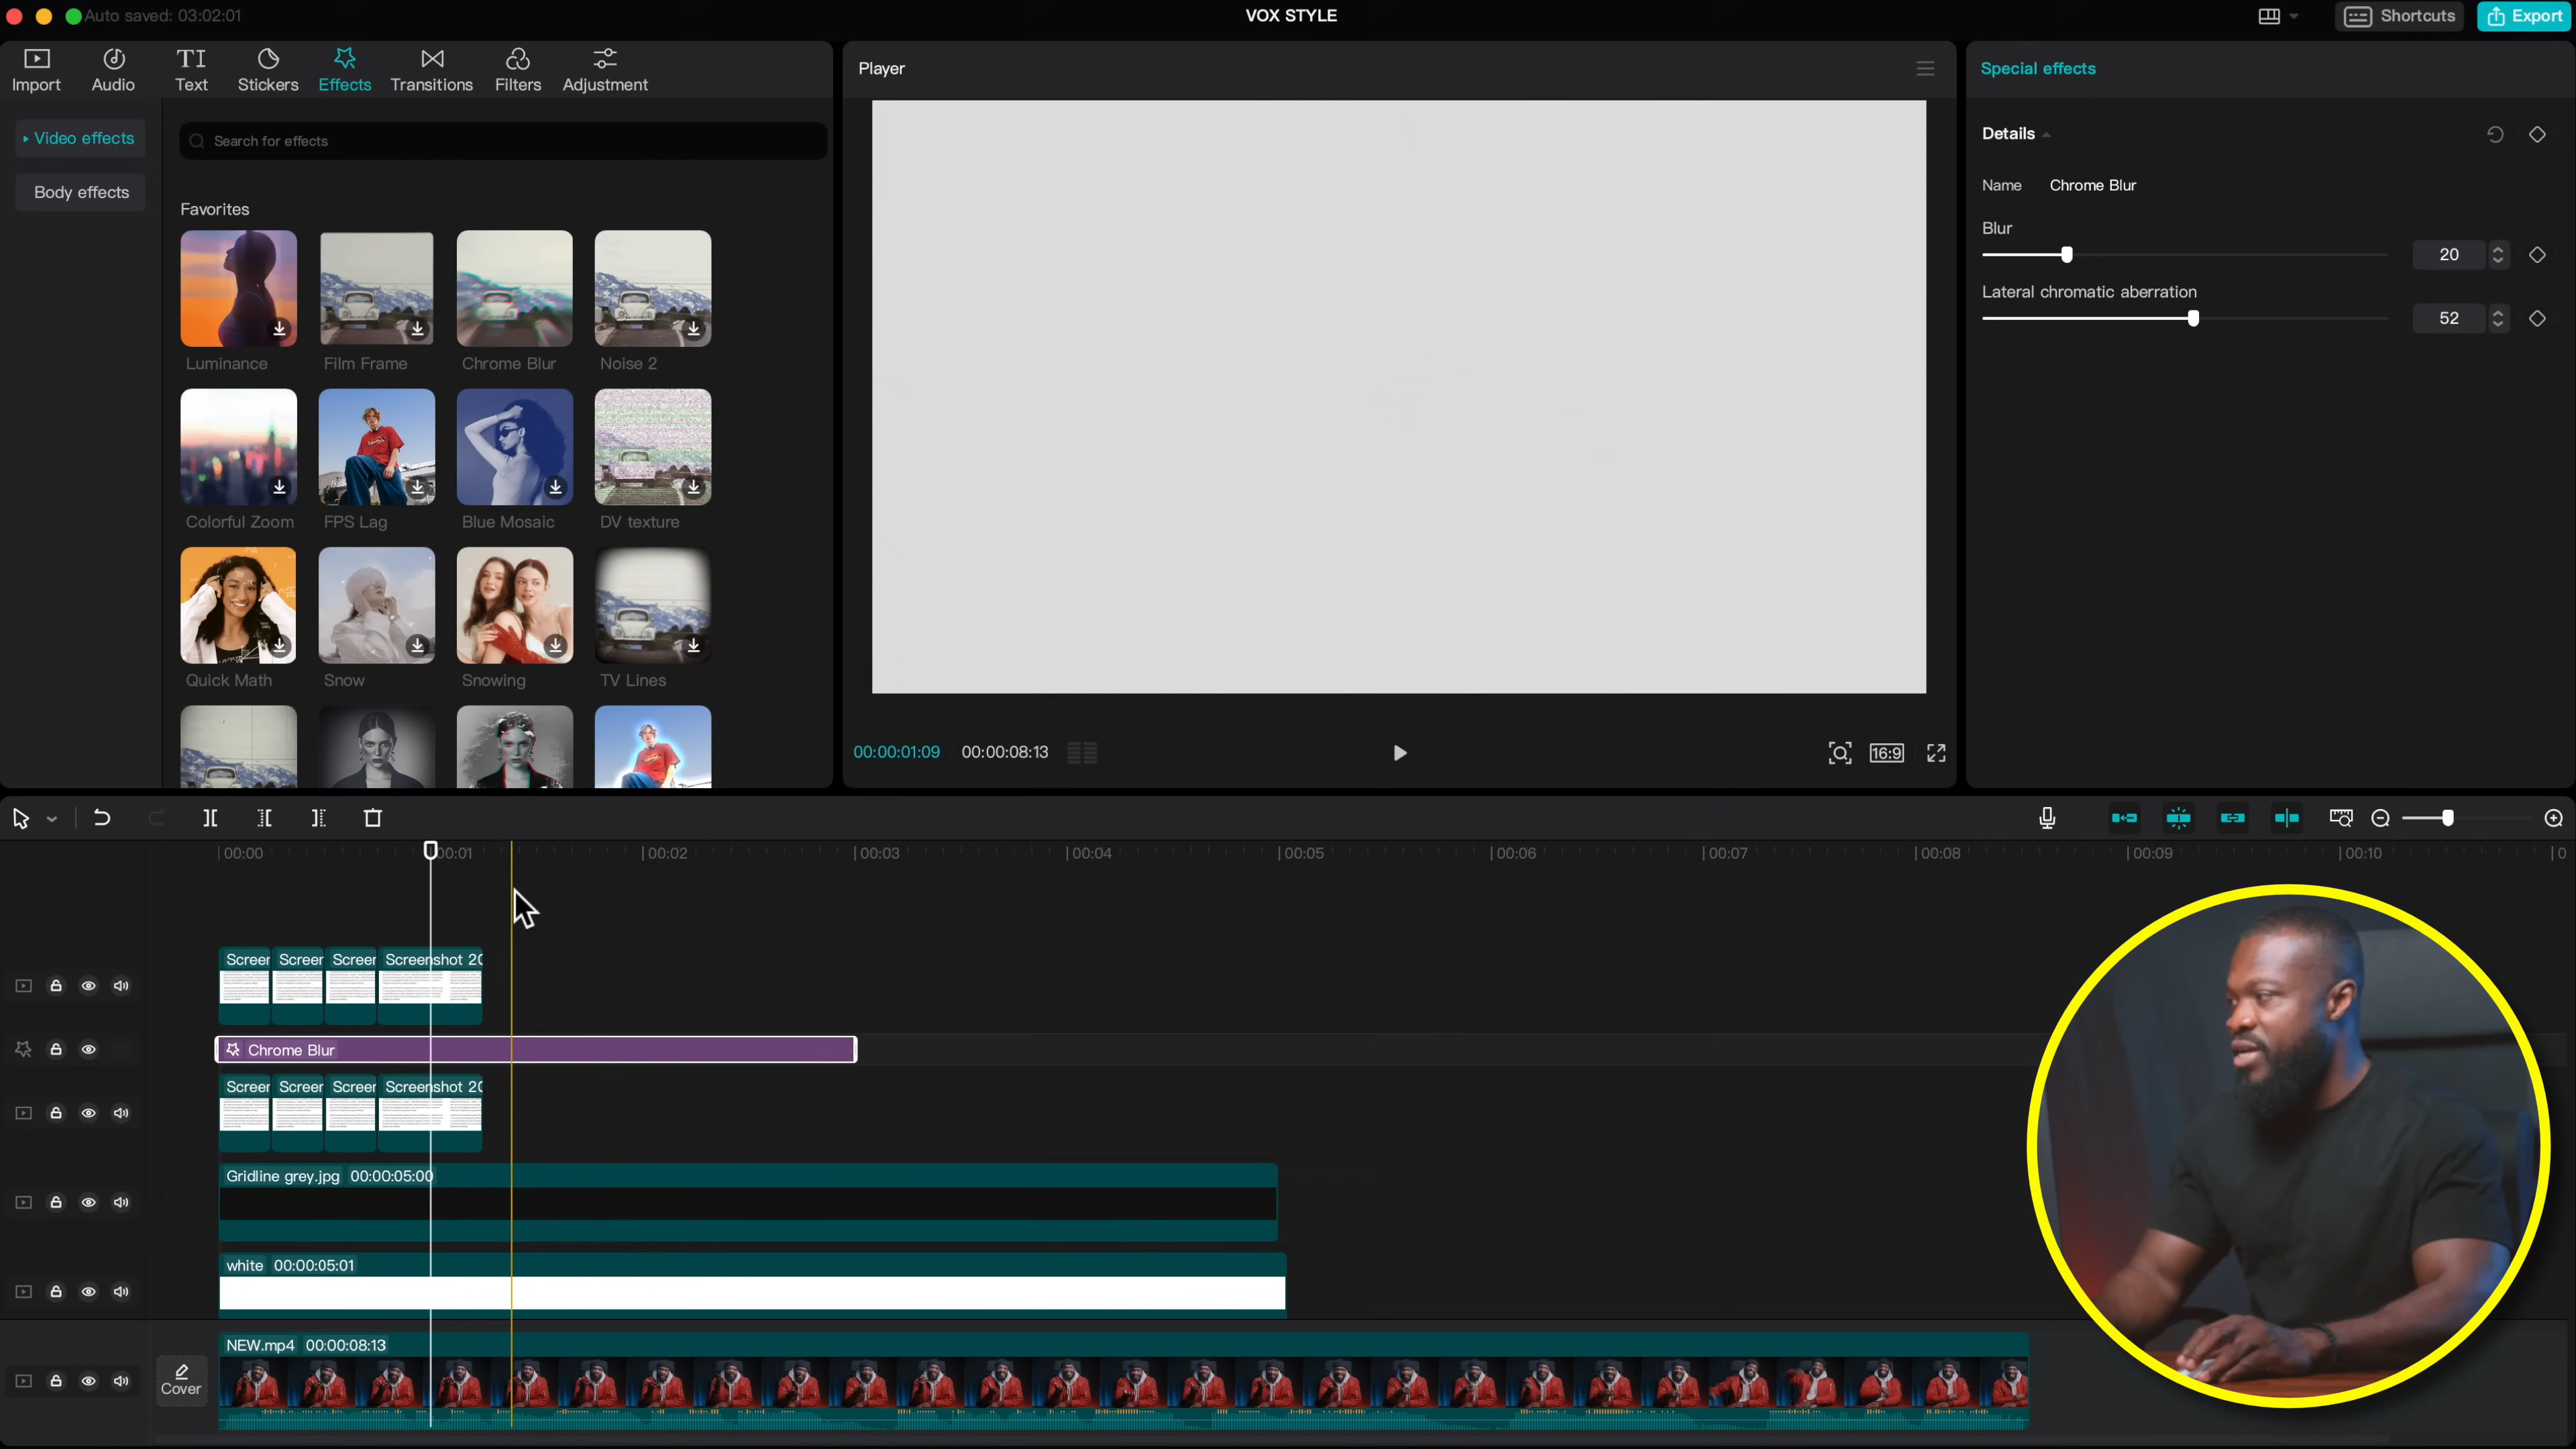 Auto saved: 03:02:01
VOX STYLE
Shortcuts
Export
Import
Audio
Text
Stickers
Effects
Transitions
Filters
Adjustment
Video effects
Body effects
Search for effects
Favorites
Luminance
Film Frame
Chrome Blur
Noise 2
Colorful Zoom
FPS Lag
Blue Mosaic
DV texture
Quick Math
Snow
Snowing
TV Lines
Player
00:00:01:09
00:00:08:13
16:9
Special effects
Details
Name Chrome Blur
Blur
20
Lateral chromatic aberration
52
00:00
00:01
00:02
00:03
00:04
00:05
00:06
00:07
00:08
00:09
00:10
0
Screer
Screer
Screer
Screenshot 20
Chrome Blur
Screer
Screer
Screer
Screenshot 20
Gridline grey.jpg 00:00:05:00
white 00:00:05:01
NEW.mp4 00:00:08:13
Cover